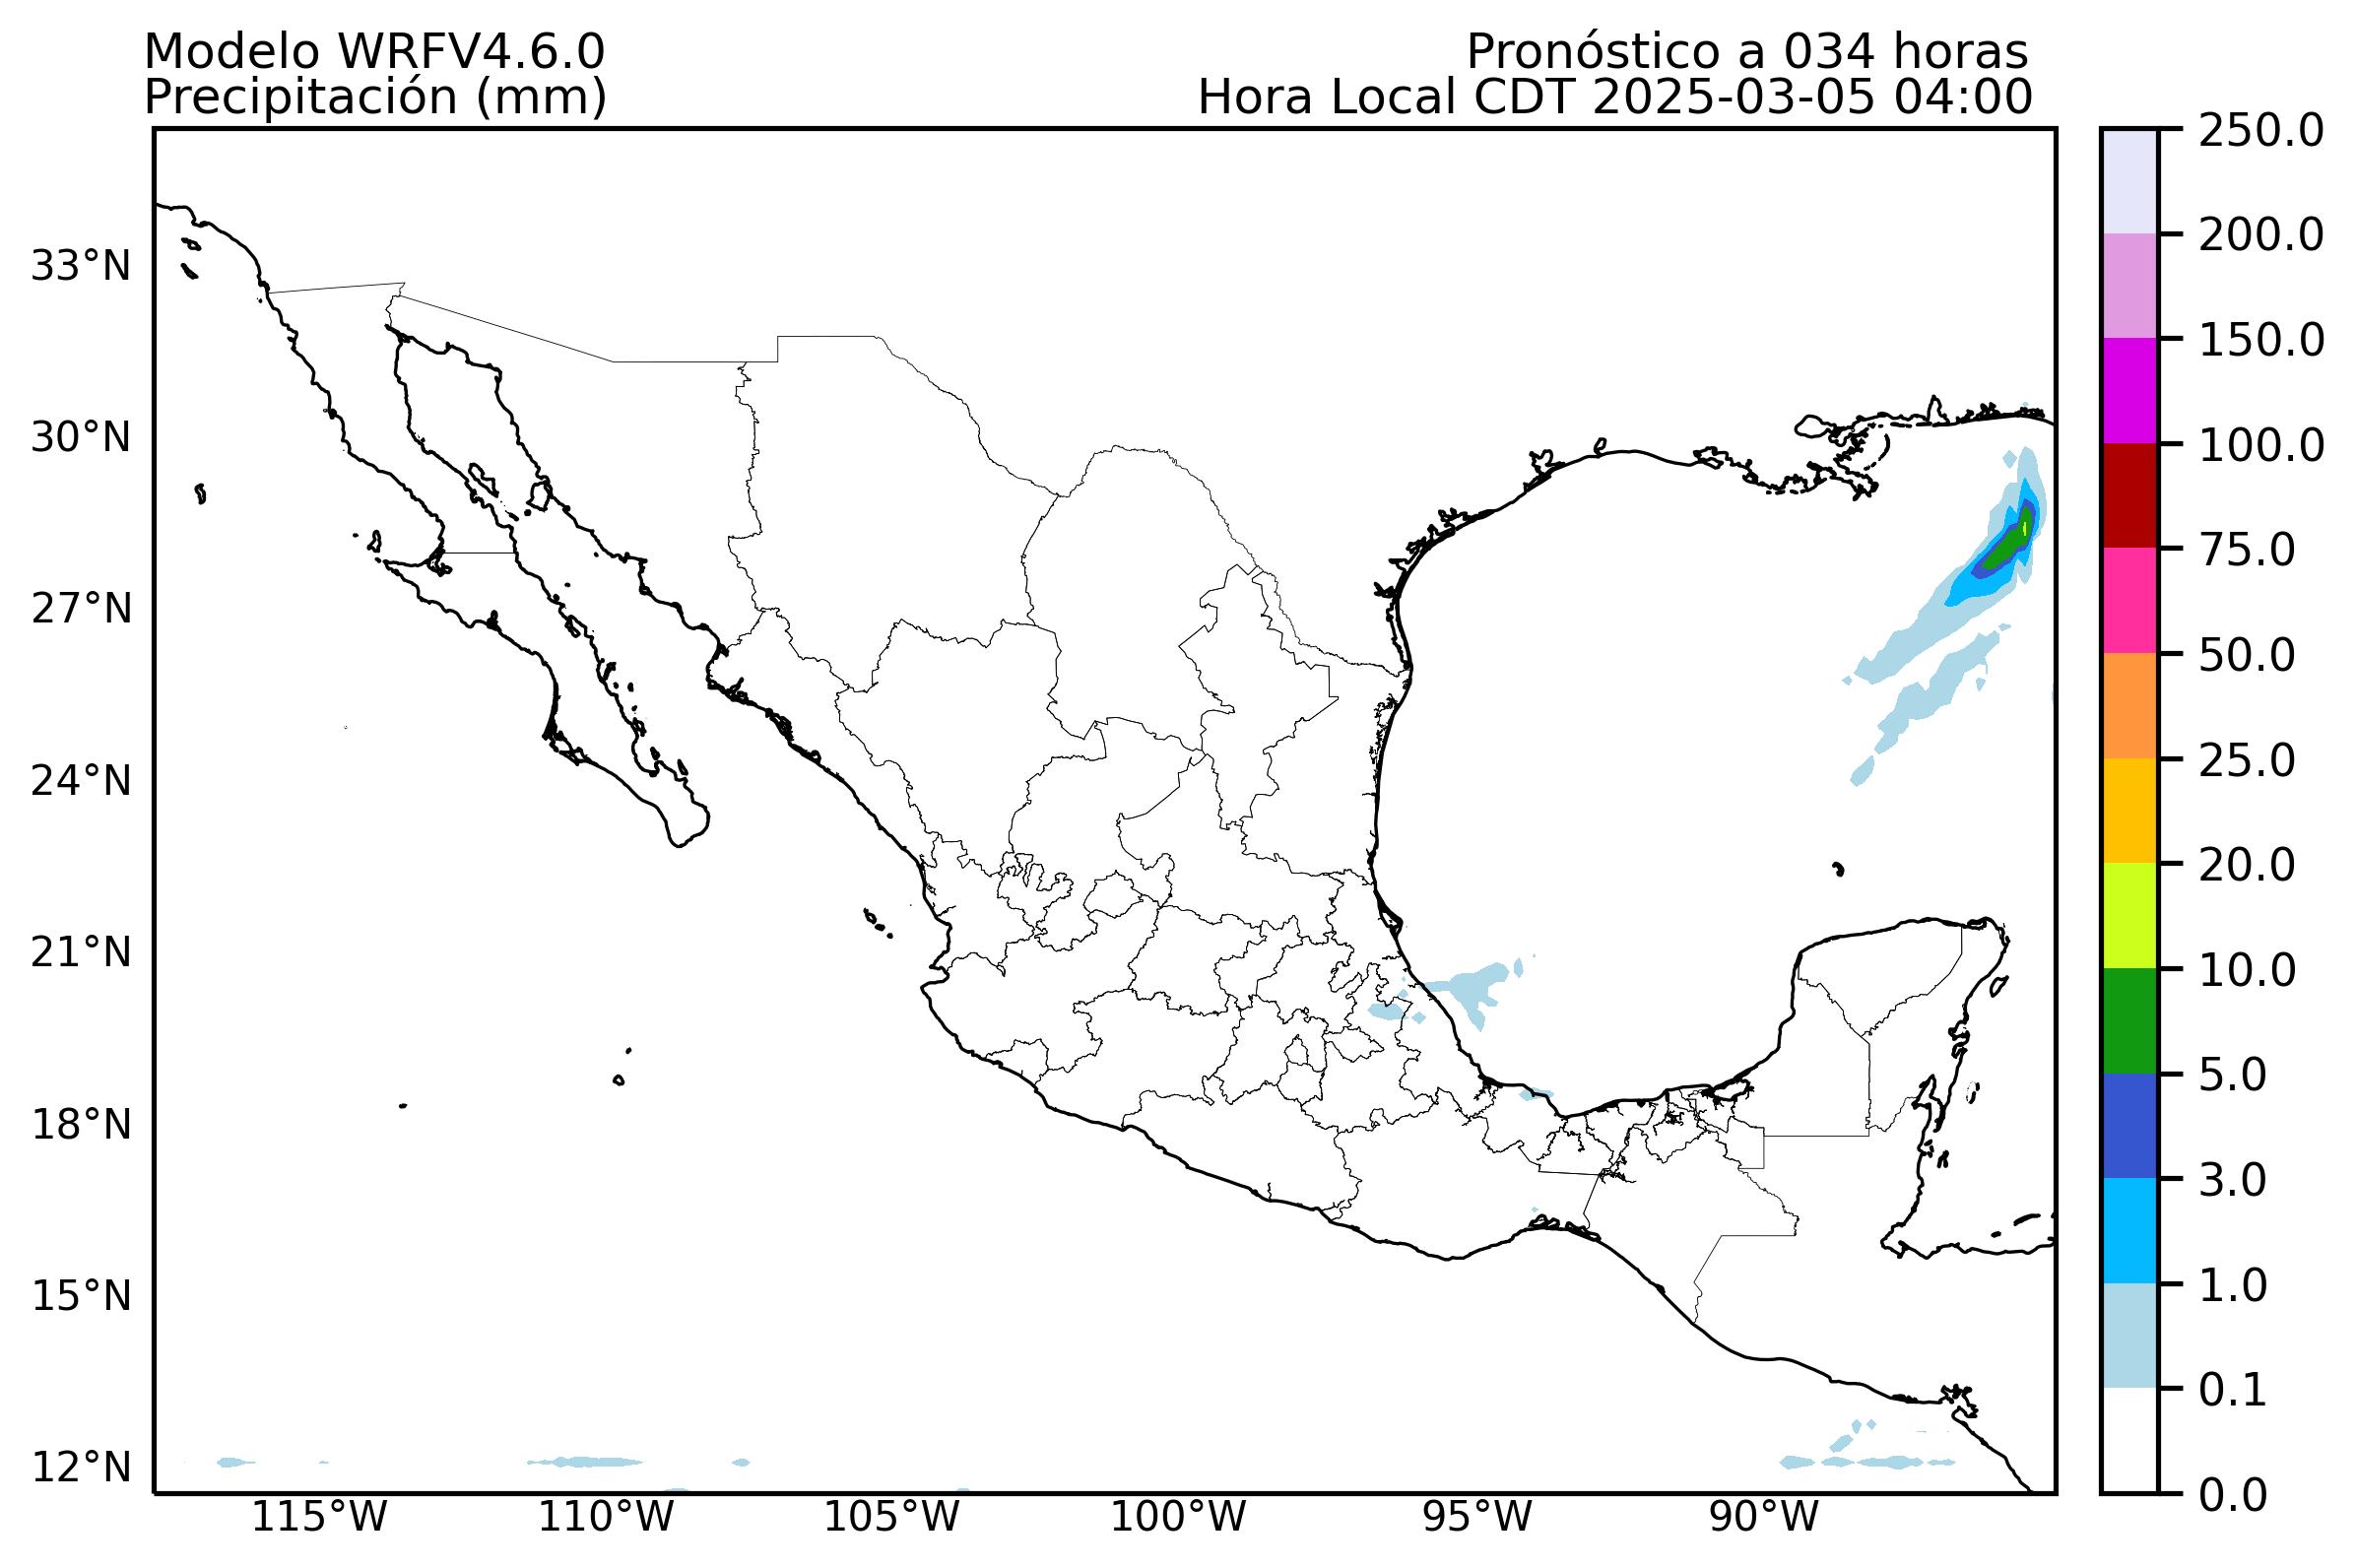 Modelo WRFV4.6.0
Precipitación (mm)
Pronóstico a 034 horas
Hora Local CDT 2025-03-05 04:00
33°N
30°N
27°N
24°N
21°N
18°N
15°N
12°N
115°W
110°W
105°W
100°W
95°W
90°W
250.0
200.0
150.0
100.0
75.0
50.0
25.0
20.0
10.0
5.0
3.0
1.0
0.1
0.0